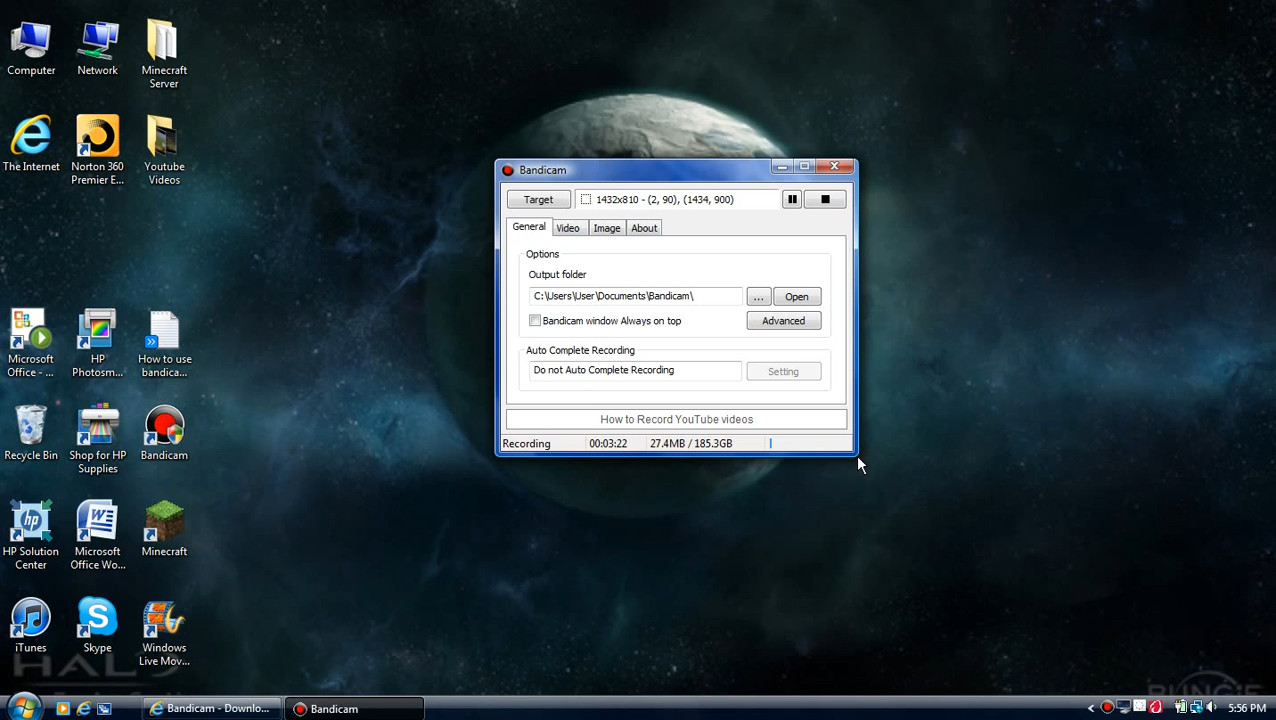 Computer
Network
Minecraft
Server
The Internet
Norton 360
Premier E...
Youtube
Videos
Microsoft
Office - ...
HP
Photosm...
How to use
bandica...
Recycle Bin
Shop for HP
Supplies
Bandicam
HP Solution
Center
Microsoft
Office Wo...
Minecraft
iTunes
Skype
Windows
Live Mov...
Bandicam
Target
1432x810 - (2, 90), (1434, 900)
General
Video
Image
About
Options
Output folder
C:\Users\User\Documents\Bandicam\
...
Open
Bandicam window Always on top
Advanced
Auto Complete Recording
Do not Auto Complete Recording
Setting
How to Record YouTube videos
Recording
00:03:22
27.4MB / 185.3GB
HALO
BUNGIE
Bandicam - Downlo...
Bandicam
5:56 PM